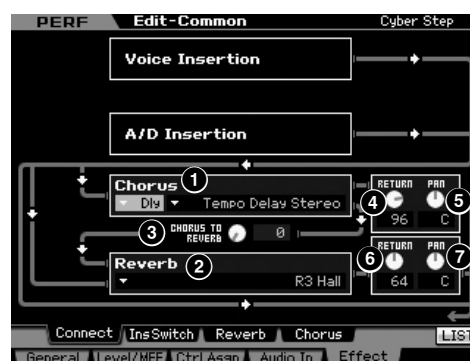 PERF Edit-Common Cyber Step
Voice Insertion
A/D Insertion
Chorus 1
Dly Tempo Delay Stereo
RETURN PAN
4 96 C 5
3 CHORUS TO REVERB 0
Reverb 2
R3 Hall
RETURN PAN
6 64 C 7
Connect InsSwitch Reverb Chorus LIST
General Level/MEF Ctrl Assgn Audio In Effect